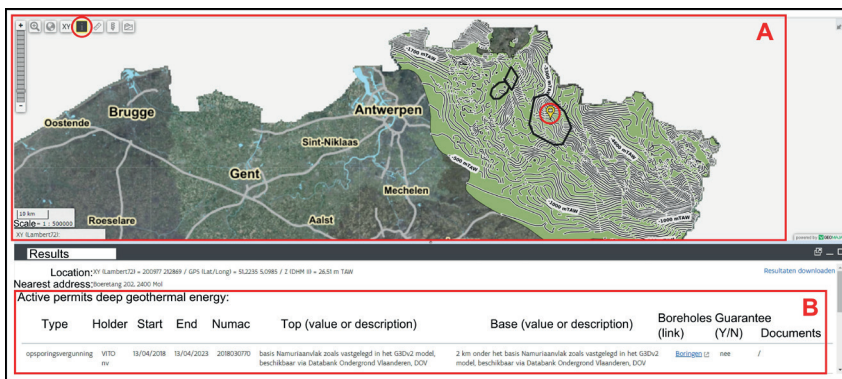 A
XY
i
-1700 mTAW
Brugge
Oostende
Antwerpen
Sint-Niklaas
Gent
-500 mTAW
Mechelen
Roeselare
Aalst
-1000 mTAW
-1000 mTAW
10 km
Scale = 1 : 500000
XY (Lambert72):
powered by
Results
Location: XY (Lambert72) = 200977 212869 / GPS (Lat/Long) = 51,2235 5,0985 / Z (DHM II) = 26,51 m TAW
Resultaten downloaden
Nearest address: Boeretang 202, 2400 Mol
Active permits deep geothermal energy:
B
Type Holder Start End Numac Top (value or description) Base (value or description) Boreholes (link) Guarantee (Y/N) Documents
opsporingsvergunning VITO nv 13/04/2018 13/04/2023 2018030770 basis Namuriaanvlak zoals vastgelegd in het G3Dv2 model, 2 km onder het basis Namuriaanvlak zoals vastgelegd in het G3Dv2 Boringen nee /
beschikbaar via Databank Ondergrond Vlaanderen, DOV model, beschikbaar via Databank Ondergrond Vlaanderen, DOV